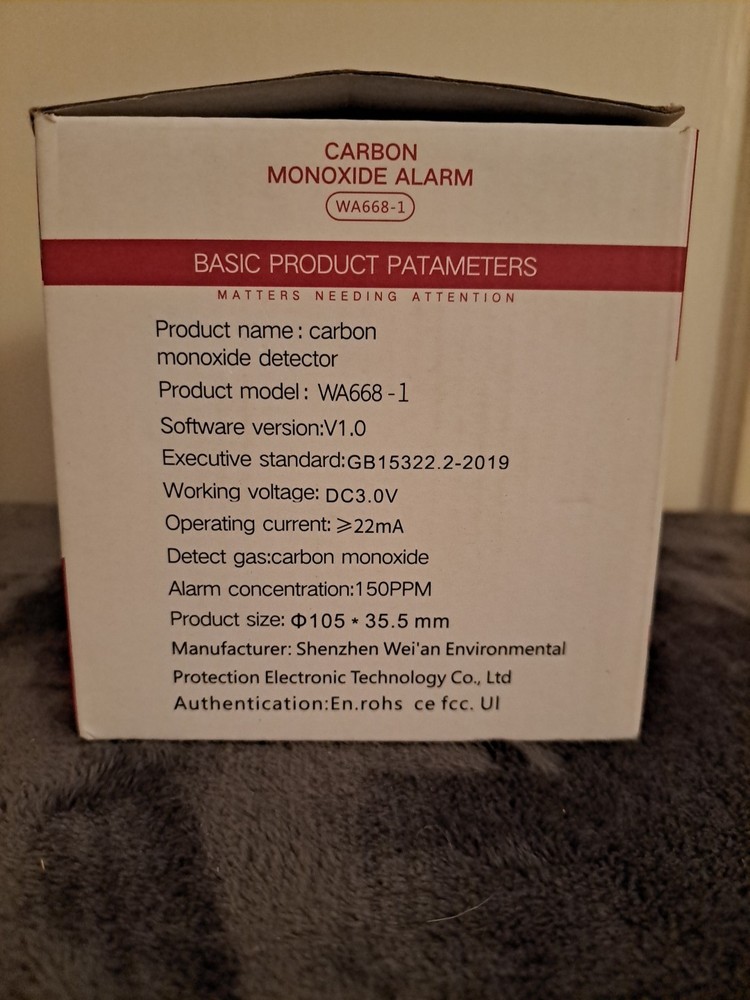 CARBON
MONOXIDE ALARM
WA668-1
BASIC PRODUCT PATAMETERS
MATTERS NEEDING ATTENTION
Product name: carbon
monoxide detector
Product model: WA668-1
Software version:V1.0
Executive standard:GB15322.2-2019
Working voltage: DC3.0V
Operating current: ⩾22mA
Detect gas:carbon monoxide
Alarm concentration:150PPM
Product size: Φ105 * 35.5 mm
Manufacturer: Shenzhen Wei'an Environmental
Protection Electronic Technology Co., Ltd
Authentication:En.rohs ce fcc. Ul